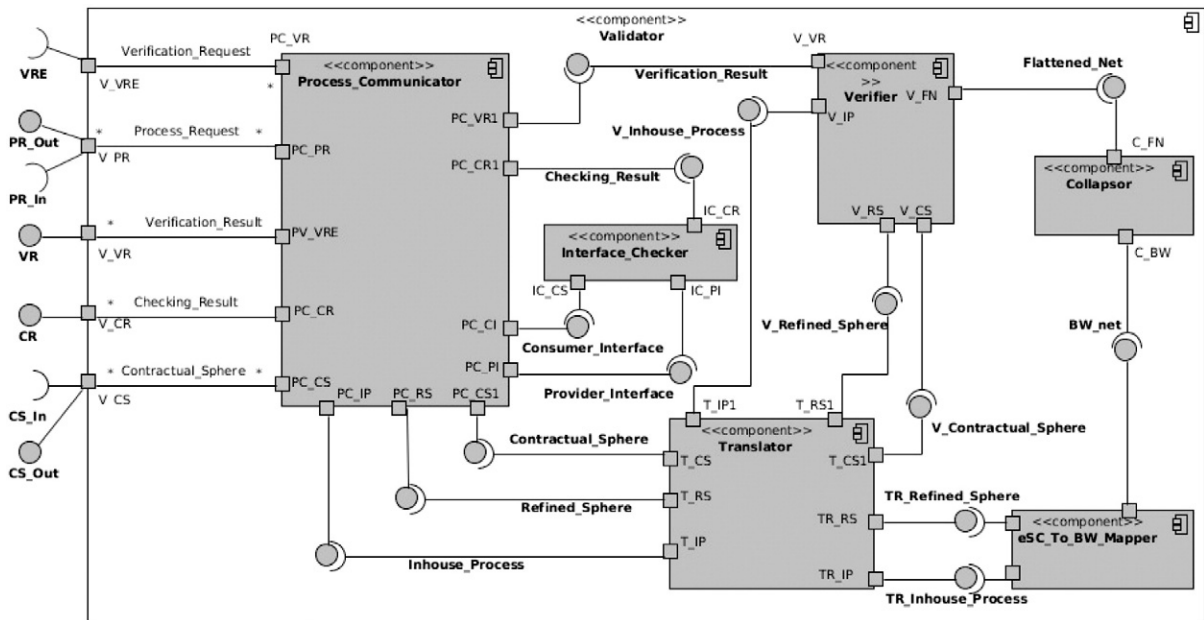 <<component>>
Validator
VRE
Verification_Request
V_VRE
PC_VR
*
PR_Out
* Process_Request *
V_PR
PR_In
* Verification_Result
VR
V_VR
* Checking_Result
CR
V_CR
* Contractual_Sphere *
CS_In
V_CS
CS_Out
<<component>>
Process_Communicator
PC_VR1
PC_PR
PC_CR1
PV_VRE
PC_CR
PC_CI
PC_PI
PC_CS
PC_IP
PC_RS
PC_CS1
Verification_Result
V_Inhouse_Process
Checking_Result
IC_CR
<<component>>
Interface_Checker
IC_CS
IC_PI
Consumer_Interface
Provider_Interface
V_VR
<<component
>>
Verifier
V_FN
V_IP
V_RS
V_CS
Flattened_Net
C_FN
<<component>>
Collapsor
C_BW
BW_net
V_Refined_Sphere
V_Contractual_Sphere
T_IP1
T_RS1
<<component>>
Translator
T_CS
T_CS1
T_RS
TR_RS
T_IP
TR_IP
Contractual_Sphere
Refined_Sphere
Inhouse_Process
TR_Refined_Sphere
TR_Inhouse_Process
<<component>>
eSC_To_BW_Mapper